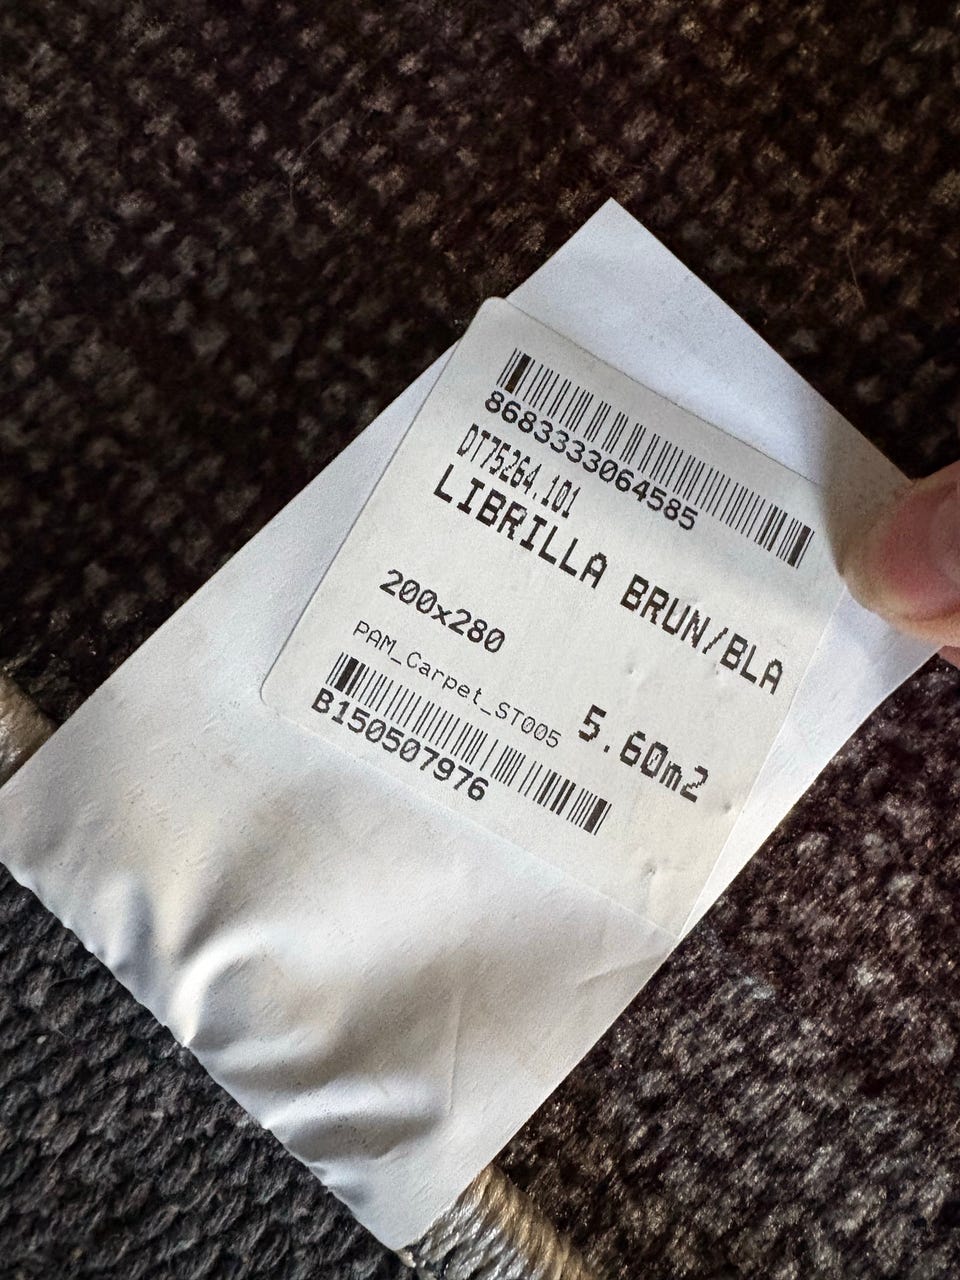 8683333064585
DT75264.101
LIBRILLA BRUN/BLA
200x280
PAM_Carpet_ST005
5.60m2
B150507976